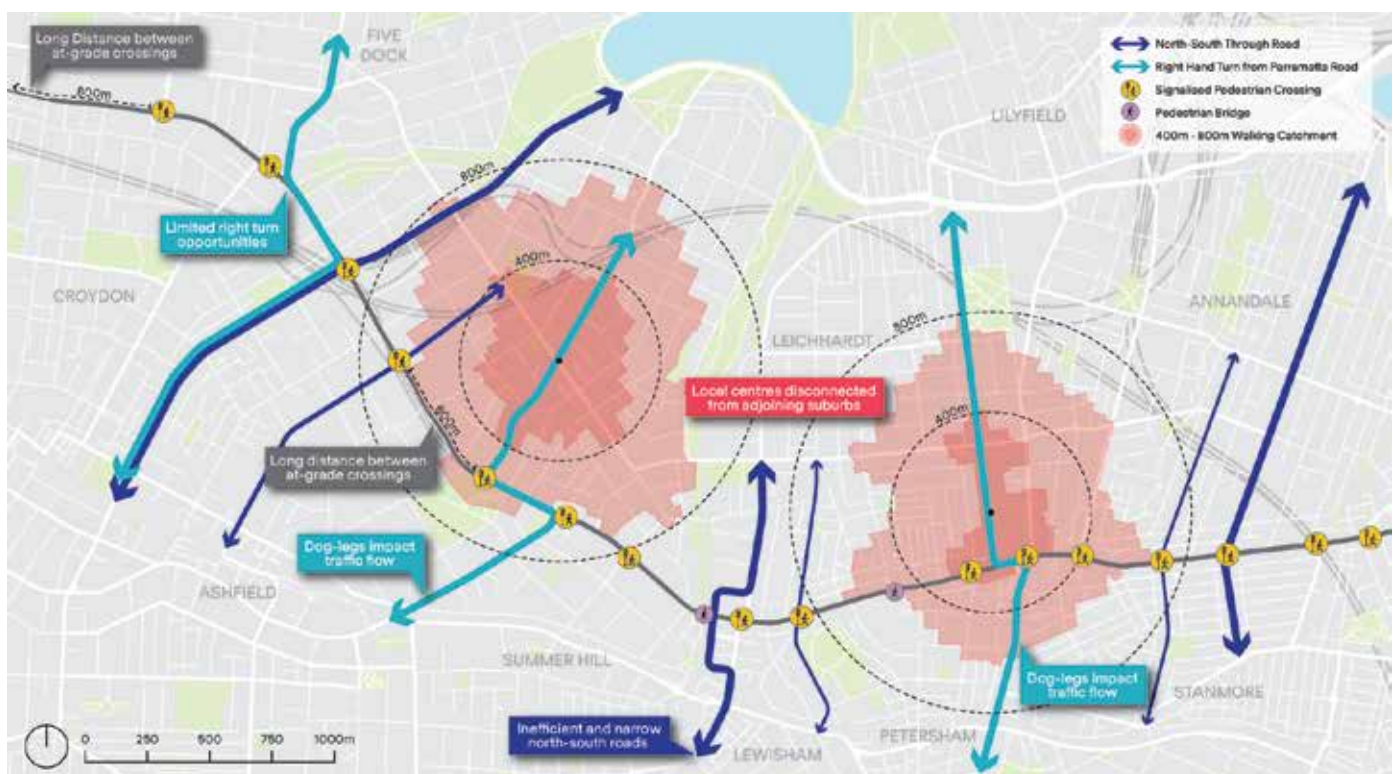 Long Distance between
at-grade crossings
FIVE
DOCK
North-South Through Road
Right Hand Turn from Parramatta Road
Signalised Pedestrian Crossing
Pedestrian Bridge
400m - 800m Walking Catchment
LILYFIELD
800m
800m
Limited right turn
opportunities
400m
CROYDON
ANNANDALE
800m
LEICHHARDT
Local centres disconnected
from adjoining suburbs
400m
800m
Long distance between
at-grade crossings
Dog-legs impact
traffic flow
ASHFIELD
SUMMER HILL
Dog-legs impact
traffic flow
STANMORE
Inefficient and narrow
north-south roads
LEWISHAM
PETERSHAM
0 250 500 750 1000m